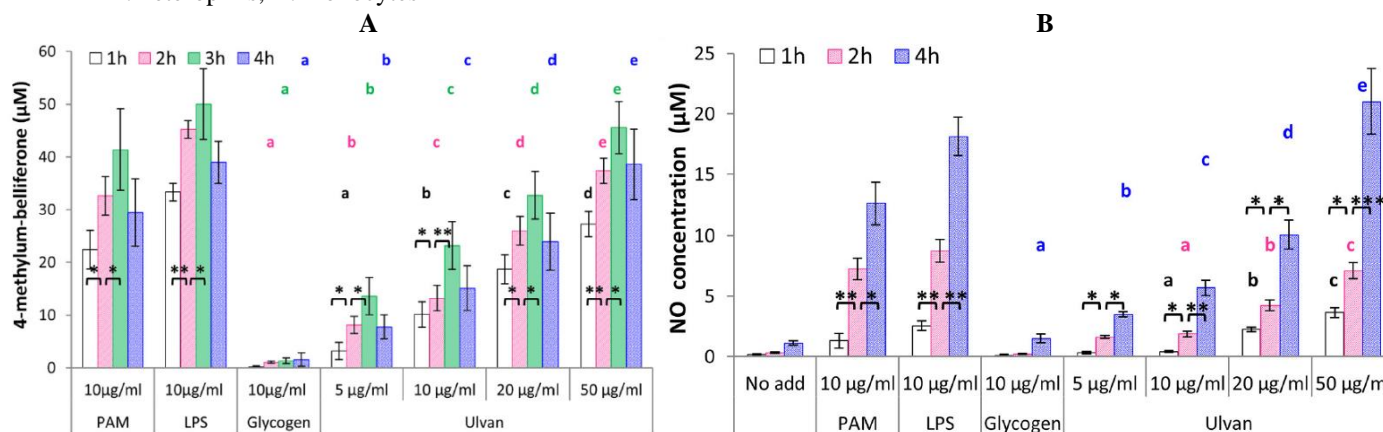 A
4-methylum-belliferone (µM)
60
50
40
30
20
10
0
1h 2h 3h 4h
a b c d e
a b c d e
a b c d e
a b c d
* *
** *
* *
* **
* *
** *
10µg/ml 10µg/ml 10µg/ml 5 µg/ml 10 µg/ml 20 µg/ml 50 µg/ml
PAM LPS Glycogen Ulvan
B
NO concentration (µM)
25
20
15
10
5
0
1h 2h 4h
a b c d e
a b c
a b c
** *
** **
* *
* **
* *
* ***
No add 10 µg/ml 10 µg/ml 10 µg/ml 5 µg/ml 10 µg/ml 20 µg/ml 50 µg/m
PAM LPS Glycogen Ulvan